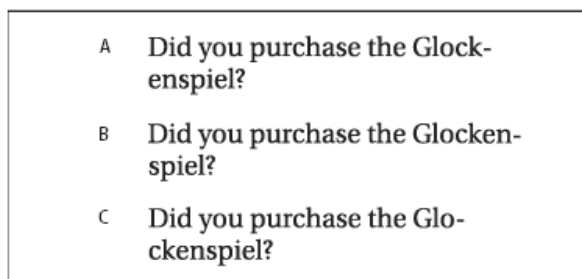 A Did you purchase the Glock-
enspiel?
B Did you purchase the Glocken-
spiel?
C Did you purchase the Glo-
ckenspiel?